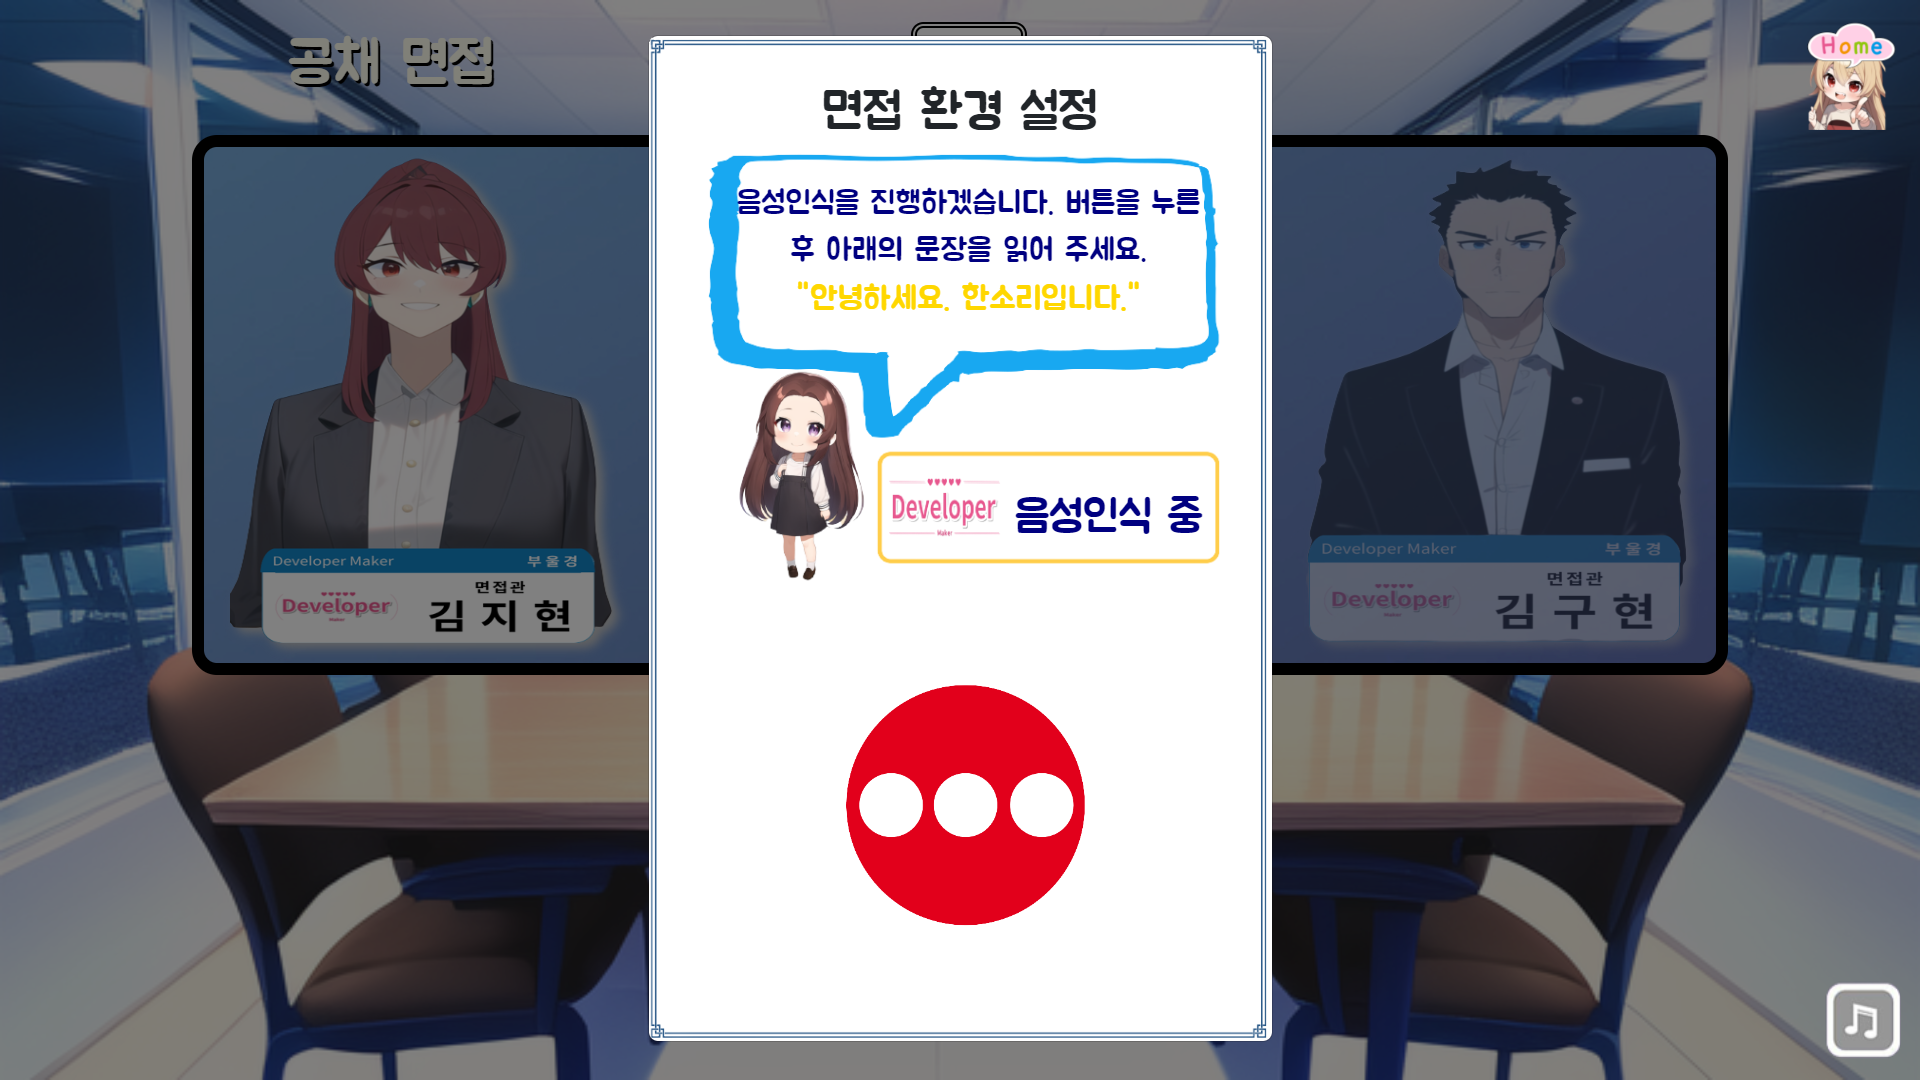 공채 면접
Home
면접 환경 설정
음성인식을 진행하겠습니다. 버튼을 누른
후 아래의 문장을 읽어 주세요.
"안녕하세요. 한소리입니다."
Developer
Maker
음성인식 중
Developer Maker
부 울 경
Developer
Maker
면접관
김 지 현
Developer Maker
부 울 경
Developer
Maker
면접관
김 구 현